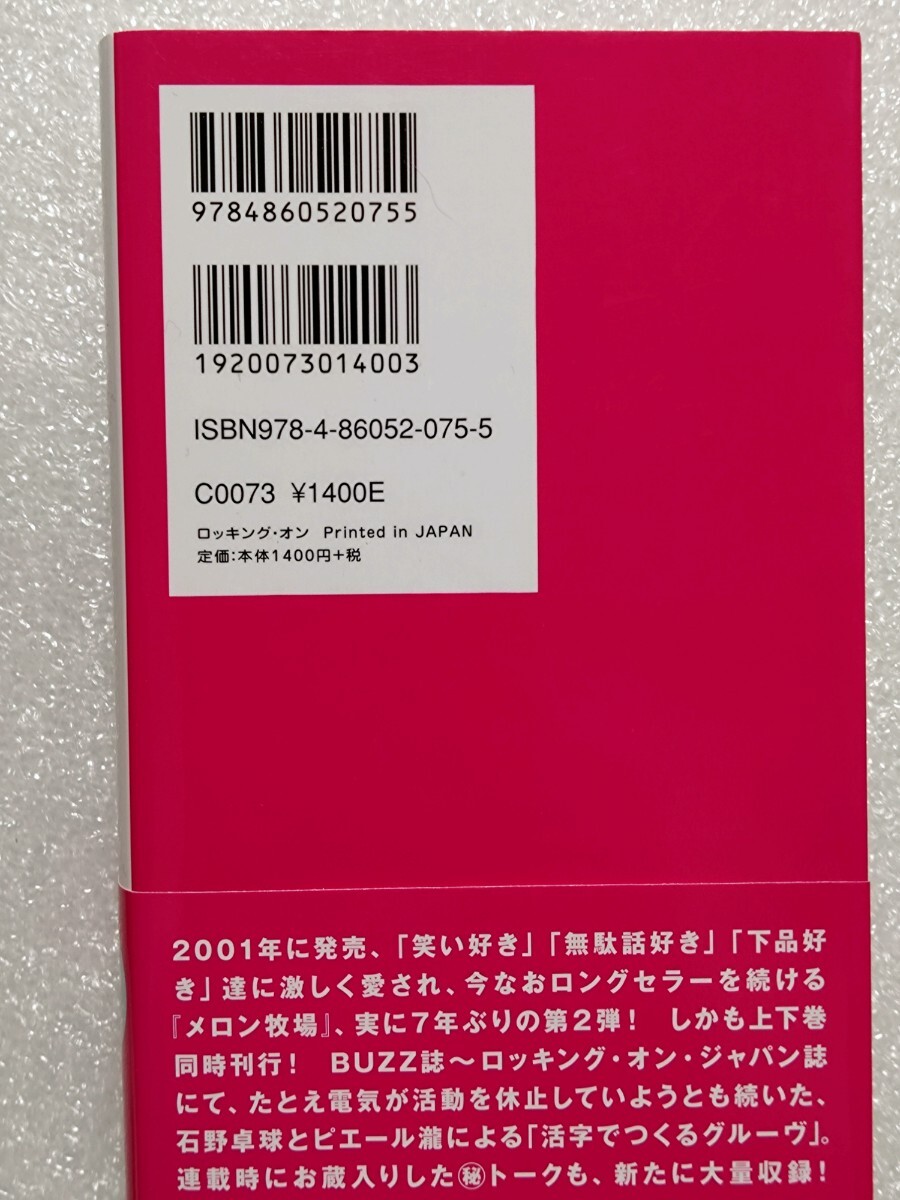 9784860520755
1920073014003
ISBN978-4-86052-075-5
C0073 ¥1400E
ロッキング・オン Printed in JAPAN
定価:本体1400円+税
2001年に発売、「笑い好き」「無駄話好き」「下品好
き」達に激しく愛され、今なおロングセラーを続ける
『メロン牧場』、実に7年ぶりの第2弾! しかも上下巻
同時刊行! BUZZ誌〜ロッキング・オン・ジャパン誌
にて、たとえ電気が活動を休止していようとも続いた、
石野卓球とピエール瀧による「活字でつくるグルーヴ」。
連載時にお蔵入りした㊙トークも、新たに大量収録!